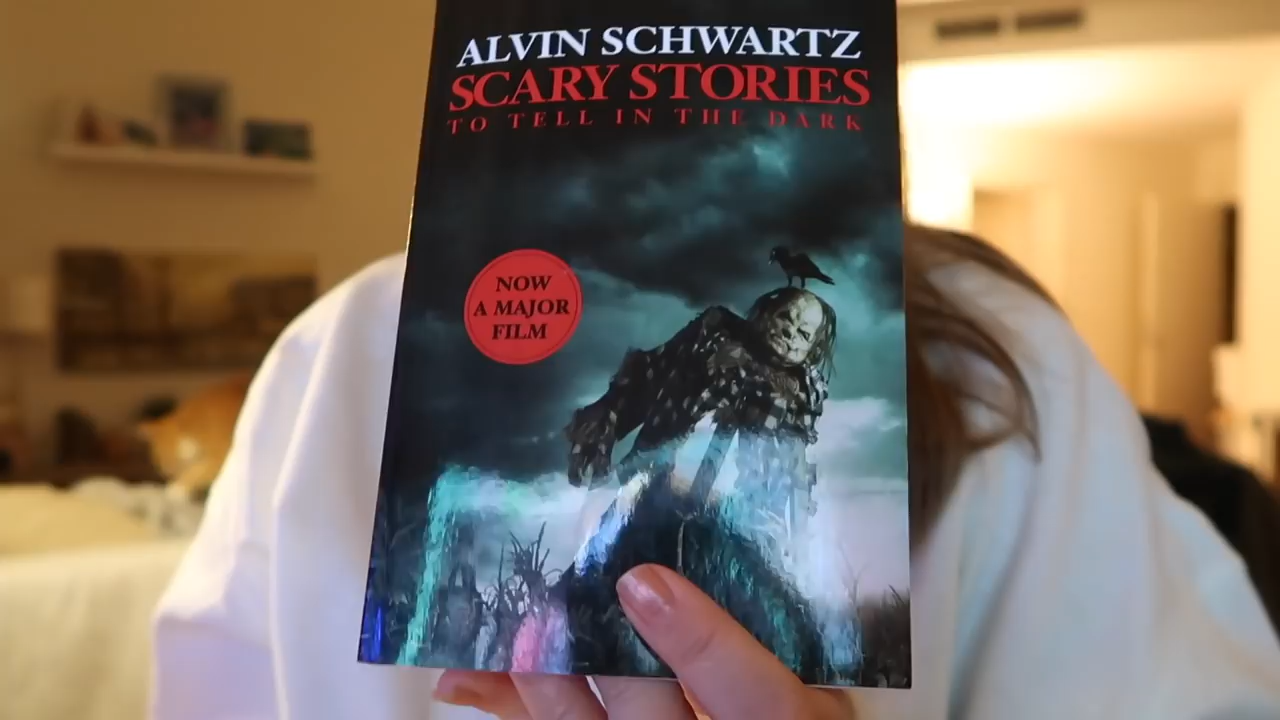 ALVIN SCHWARTZ
SCARY STORIES
TO TELL IN THE DARK
NOW
A MAJOR
FILM